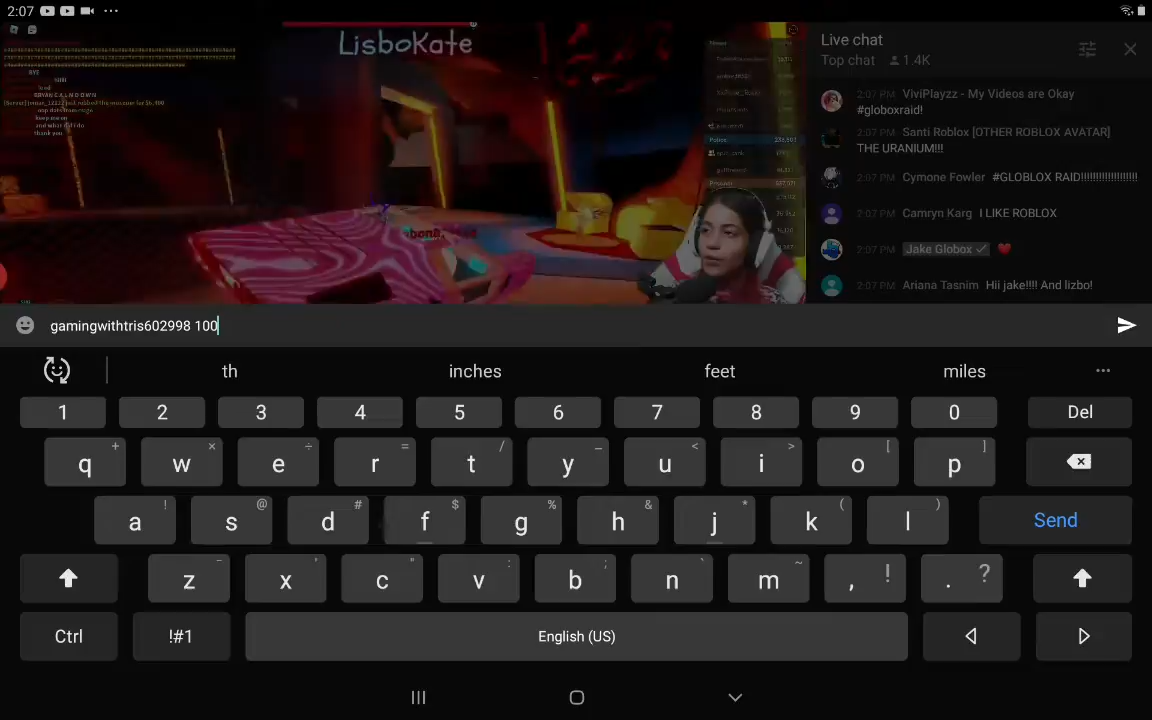 2:07
LisboKate
BYE
thank you
Live chat
Top chat 1.4K
2:07 PM ViviPlayzz - My Videos are Okay
#globoxraid!
2:07 PM Santi Roblox [OTHER ROBLOX AVATAR]
THE URANIUM!!!
2:07 PM Cymone Fowler #GLOBLOX RAID!!!!!!!!!!!!!!!!!!!
2:07 PM Camryn Karg I LIKE ROBLOX
2:07 PM Jake Globox
2:07 PM Ariana Tasnim Hii jake!!!! And lizbo!
gamingwithtris602998 100
th inches feet miles ...
1 2 3 4 5 6 7 8 9 0 Del
q + w × e ÷ r = t / y _ u < i > o [ p ]
a ! s @ d # f $ g % h & j * k ( l ) Send
z - x ' c " v : b ; n ` m ~ , ! . ?
Ctrl !#1 English (US)